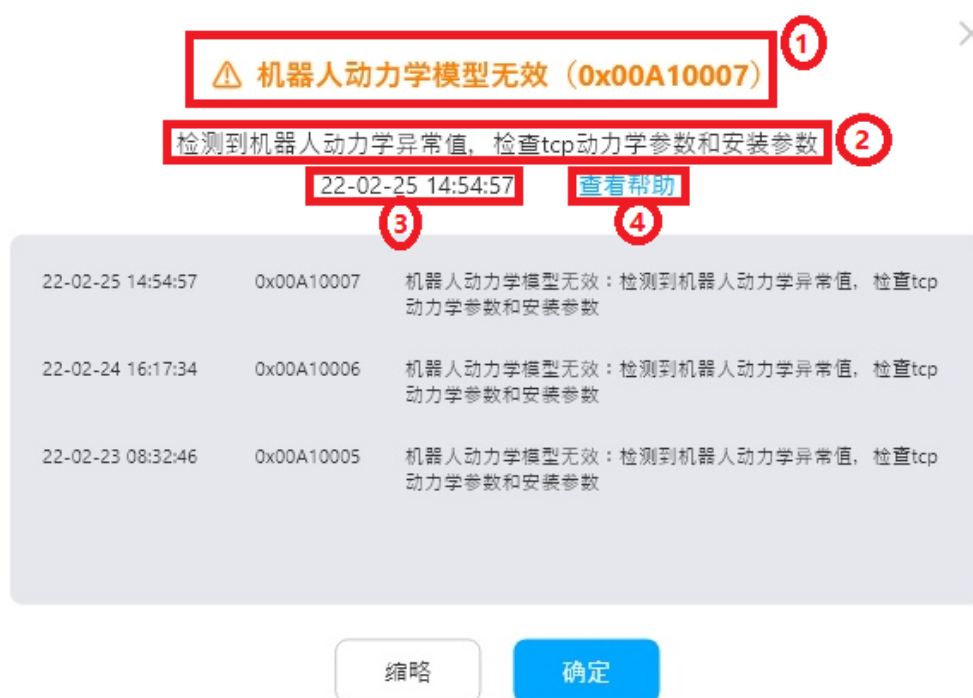 ①
⚠ 机器人动力学模型无效（0x00A10007）
检测到机器人动力学异常值，检查tcp动力学参数和安装参数 ②
22-02-25 14:54:57 查看帮助
③ ④
22-02-25 14:54:57 0x00A10007 机器人动力学模型无效：检测到机器人动力学异常值，检查tcp
动力学参数和安装参数
22-02-24 16:17:34 0x00A10006 机器人动力学模型无效：检测到机器人动力学异常值，检查tcp
动力学参数和安装参数
22-02-23 08:32:46 0x00A10005 机器人动力学模型无效：检测到机器人动力学异常值，检查tcp
动力学参数和安装参数
缩略 确定